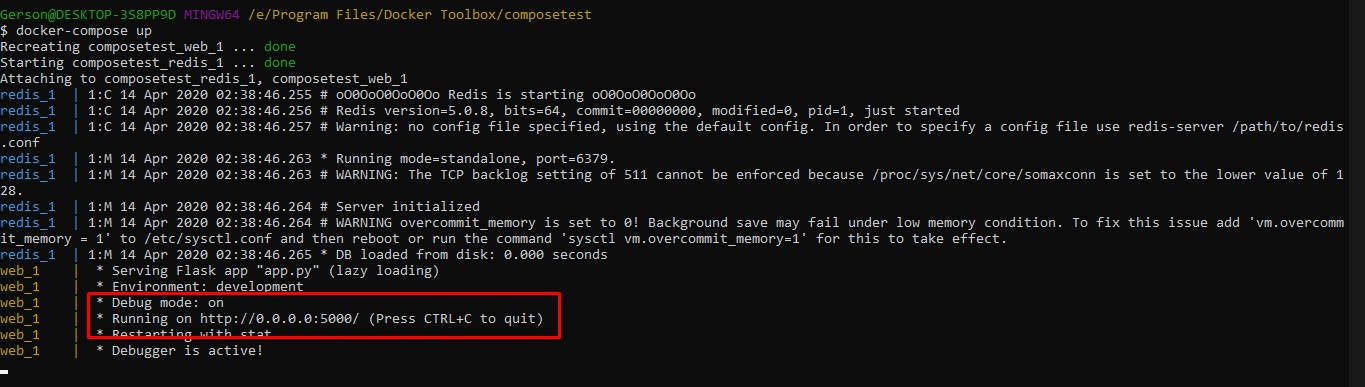 Gerson@DESKTOP-3S8PP9D MINGW64 /e/Program Files/Docker Toolbox/composetest
$ docker-compose up
Recreating composetest_web_1 ... done
Starting composetest_redis_1 ... done
Attaching to composetest_redis_1, composetest_web_1
redis_1  | 1:C 14 Apr 2020 02:38:46.255 # oO0OoO0OoO0Oo Redis is starting oO0OoO0OoO0Oo
redis_1  | 1:C 14 Apr 2020 02:38:46.256 # Redis version=5.0.8, bits=64, commit=00000000, modified=0, pid=1, just started
redis_1  | 1:C 14 Apr 2020 02:38:46.257 # Warning: no config file specified, using the default config. In order to specify a config file use redis-server /path/to/redis
.conf
redis_1  | 1:M 14 Apr 2020 02:38:46.263 * Running mode=standalone, port=6379.
redis_1  | 1:M 14 Apr 2020 02:38:46.263 # WARNING: The TCP backlog setting of 511 cannot be enforced because /proc/sys/net/core/somaxconn is set to the lower value of 1
28.
redis_1  | 1:M 14 Apr 2020 02:38:46.264 # Server initialized
redis_1  | 1:M 14 Apr 2020 02:38:46.264 # WARNING overcommit_memory is set to 0! Background save may fail under low memory condition. To fix this issue add 'vm.overcomm
it_memory = 1' to /etc/sysctl.conf and then reboot or run the command 'sysctl vm.overcommit_memory=1' for this to take effect.
redis_1  | 1:M 14 Apr 2020 02:38:46.265 * DB loaded from disk: 0.000 seconds
web_1    |  * Serving Flask app "app.py" (lazy loading)
web_1    |  * Environment: development
web_1    |  * Debug mode: on
web_1    |  * Running on http://0.0.0.0:5000/ (Press CTRL+C to quit)
web_1    |  * Restarting with stat
web_1    |  * Debugger is active!